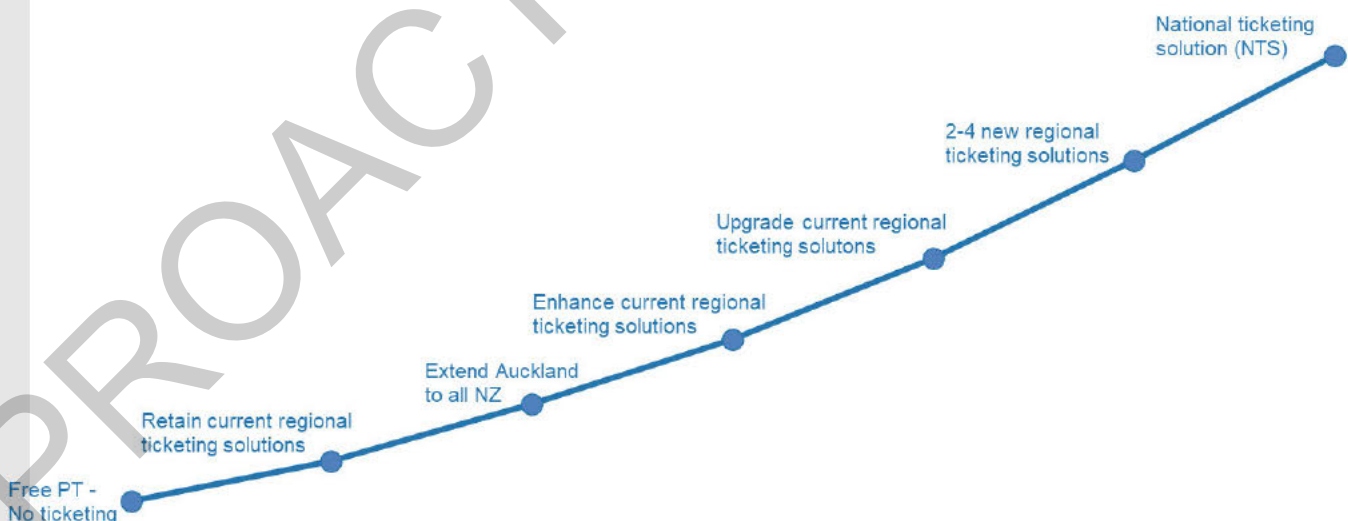 National ticketing
solution (NTS)
2-4 new regional
ticketing solutions
Upgrade current regional
ticketing solutons
Enhance current regional
ticketing solutions
Extend Auckland
to all NZ
Retain current regional
ticketing solutions
Free PT -
No ticketing
PROACT